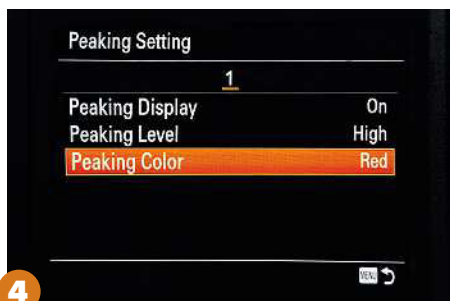 Peaking Setting
1
Peaking Display On
Peaking Level High
Peaking Color Red
MENU
4